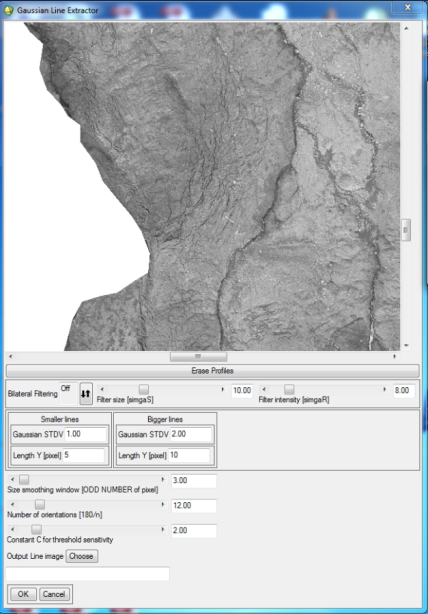 Gaussian Line Extractor
Erase Profiles
Bilateral Filtering Off
Filter size [simgaS] 10.00
Filter intensity [simgaR] 8.00
Smaller lines
Gaussian STDV 1.00
Length Y [pixel] 5
Bigger lines
Gaussian STDV 2.00
Length Y [pixel] 10
3.00
Size smoothing window [ODD NUMBER of pixel]
12.00
Number of orientations [180/n]
2.00
Constant C for threshold sensitivity
Output Line image Choose
OK Cancel